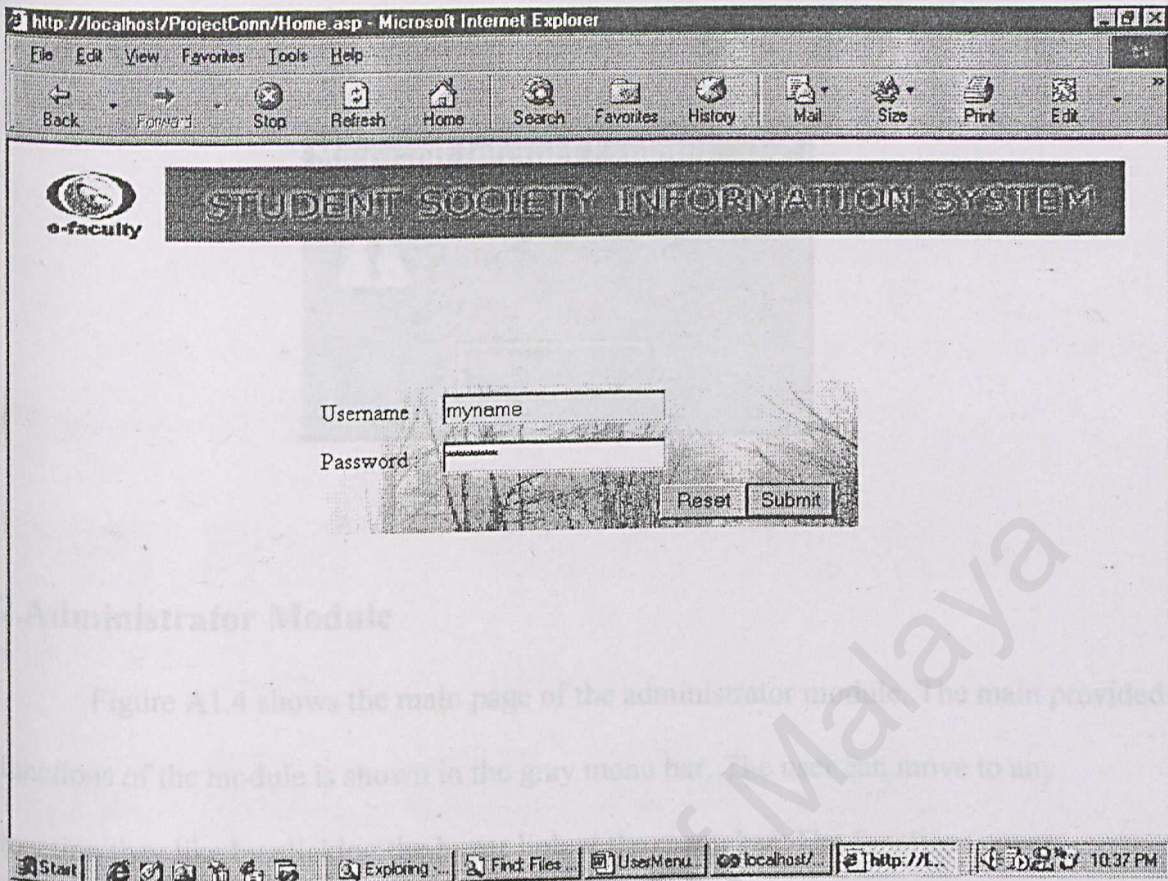 http://localhost/ProjectConn/Home.asp - Microsoft Internet Explorer
File Edit View Favorites Tools Help
Back Forward Stop Refresh Home Search Favorites History Mail Size Print Edit »
e-faculty
STUDENT SOCIETY INFORMATION SYSTEM
Username : myname
Password :
Reset Submit
Administrator Module
Figure A1.4 shows the main page of the administrator module. The main provided
functions of the module is shown in the gray menu bar. The user can move to any
of Malaya
Start Exploring ... Find: Files ... UserMenu... localhost/... http://l... 10:37 PM